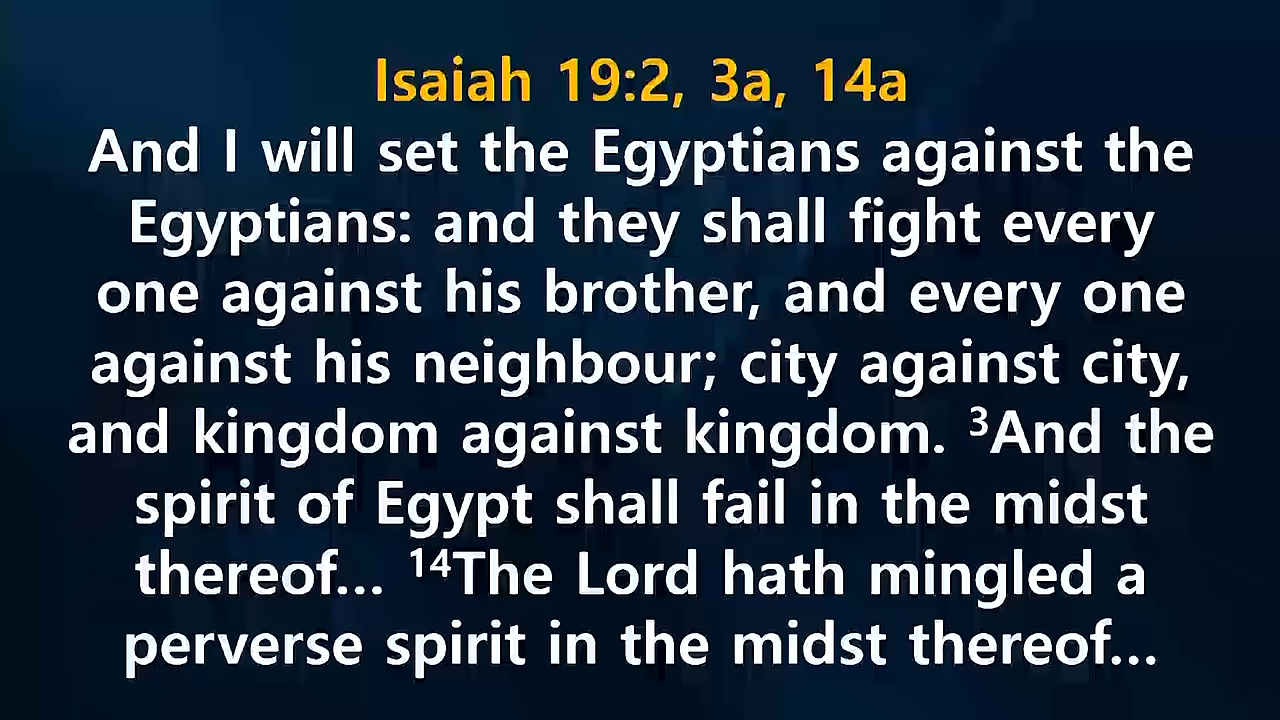 Isaiah 19:2, 3a, 14a
And I will set the Egyptians against the
Egyptians: and they shall fight every
one against his brother, and every one
against his neighbour; city against city,
and kingdom against kingdom. ³And the
spirit of Egypt shall fail in the midst
thereof... ¹⁴The Lord hath mingled a
perverse spirit in the midst thereof...